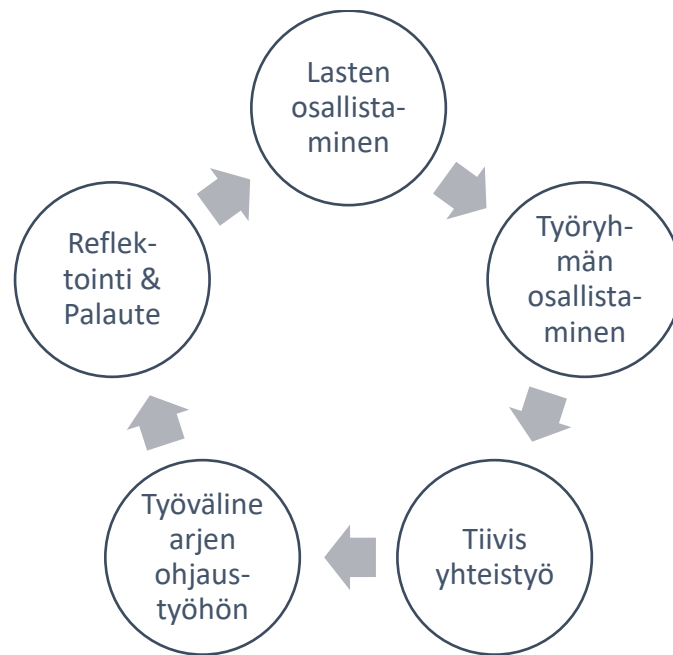 Lasten
osallista-
minen
Työryh-
män
osallista-
minen
Tiivis
yhteistyö
Työväline
arjen
ohjaus-
työhön
Reflek-
tointi &
Palaute